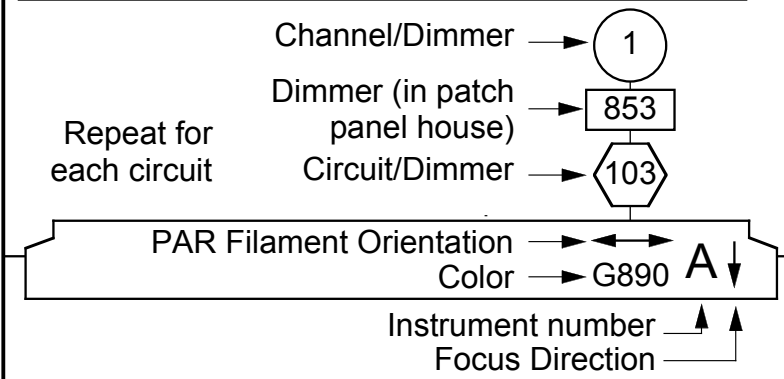 Channel/Dimmer 1
Dimmer (in patch
panel house) 853
Repeat for
each circuit
Circuit/Dimmer 103
PAR Filament Orientation
Color G890 A
Instrument number
Focus Direction